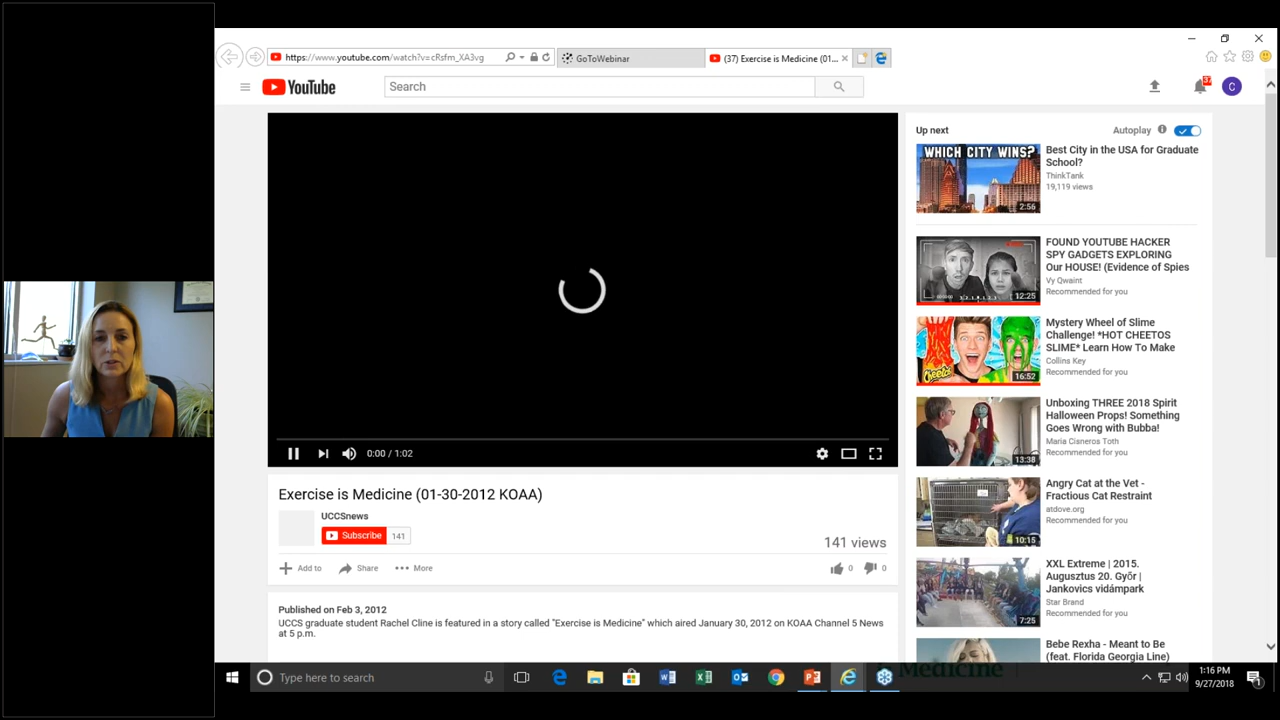 https://www.youtube.com/watch?v=cRsfm_XA3vg
GoToWebinar
(37) Exercise is Medicine (01...
YouTube
Search
37
C
0:00 / 1:02
Exercise is Medicine (01-30-2012 KOAA)
UCCSnews
Subscribe
141
141 views
Add to
Share
More
0
0
Published on Feb 3, 2012
UCCS graduate student Rachel Cline is featured in a story called "Exercise is Medicine" which aired January 30, 2012 on KOAA Channel 5 News
at 5 p.m.
Up next
Autoplay
WHICH CITY WINS?
2:56
Best City in the USA for Graduate
School?
ThinkTank
19,119 views
12:25
FOUND YOUTUBE HACKER
SPY GADGETS EXPLORING
Our HOUSE! (Evidence of Spies
Vy Qwaint
Recommended for you
Cheetos
16:52
Mystery Wheel of Slime
Challenge! *HOT CHEETOS
SLIME* Learn How To Make
Collins Key
Recommended for you
13:38
Unboxing THREE 2018 Spirit
Halloween Props! Something
Goes Wrong with Bubba!
Maria Cisneros Toth
Recommended for you
10:15
Angry Cat at the Vet -
Fractious Cat Restraint
atdove.org
Recommended for you
7:25
XXL Extreme | 2015.
Augusztus 20. Győr |
Jankovics vidámpark
Star Brand
Recommended for you
Bebe Rexha - Meant to Be
(feat. Florida Georgia Line)
Medicine
Type here to search
1:16 PM
9/27/2018
1